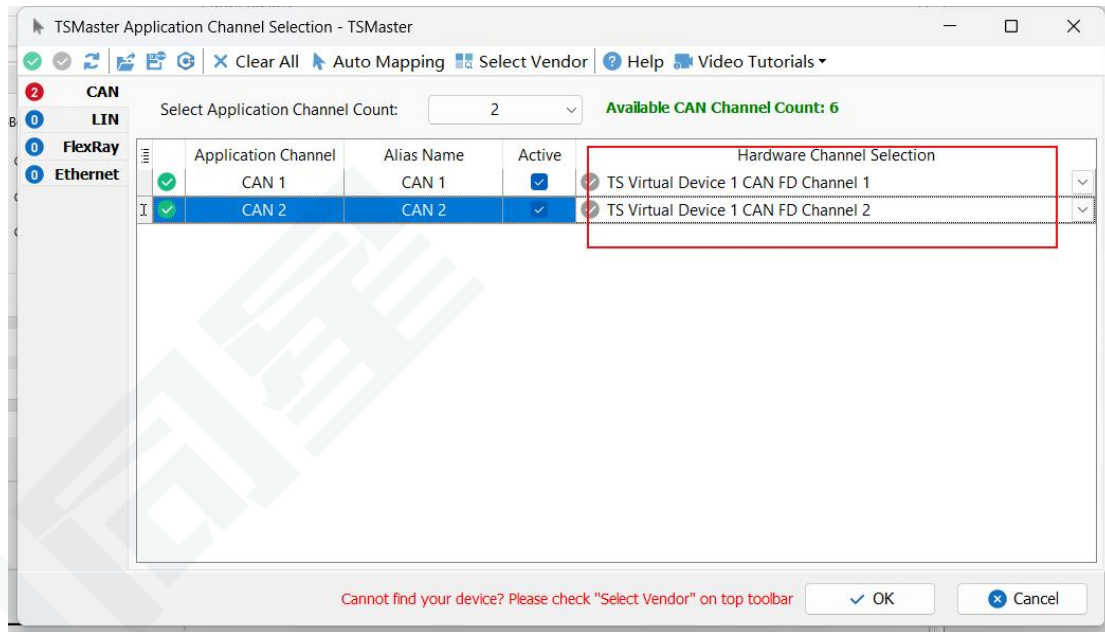 TSMaster Application Channel Selection - TSMaster
Clear All Auto Mapping Select Vendor Help Video Tutorials
2 CAN
0 LIN
0 FlexRay
0 Ethernet
Select Application Channel Count: 2 Available CAN Channel Count: 6
Application Channel Alias Name Active Hardware Channel Selection
CAN 1 CAN 1 TS Virtual Device 1 CAN FD Channel 1
CAN 2 CAN 2 TS Virtual Device 1 CAN FD Channel 2
Cannot find your device? Please check "Select Vendor" on top toolbar OK Cancel
同星